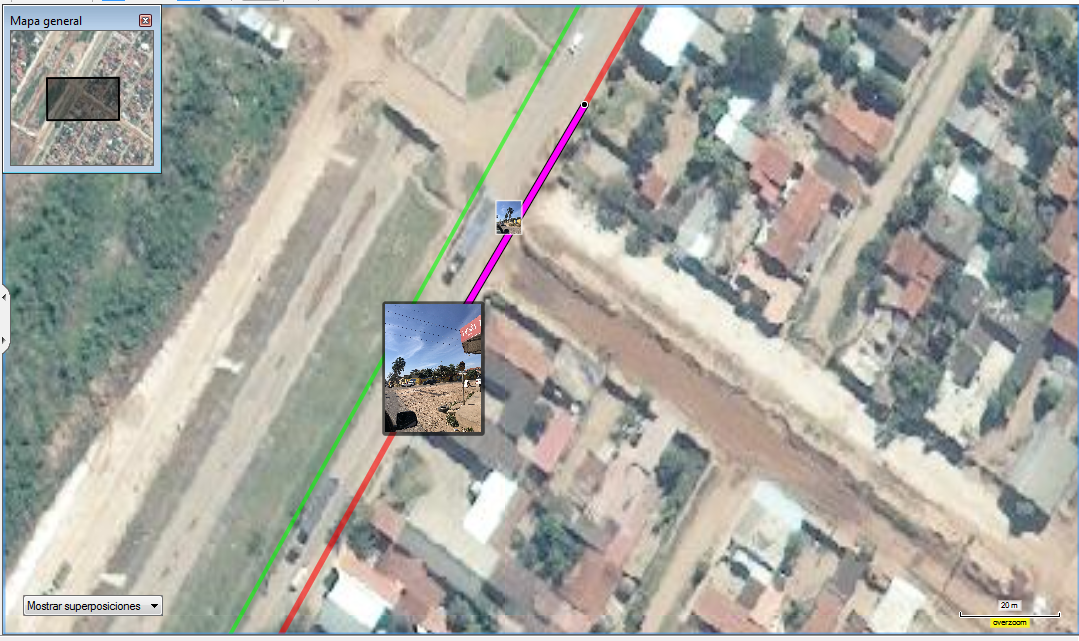 Mapa general
Mostrar superposiciones
20 m
overzoom